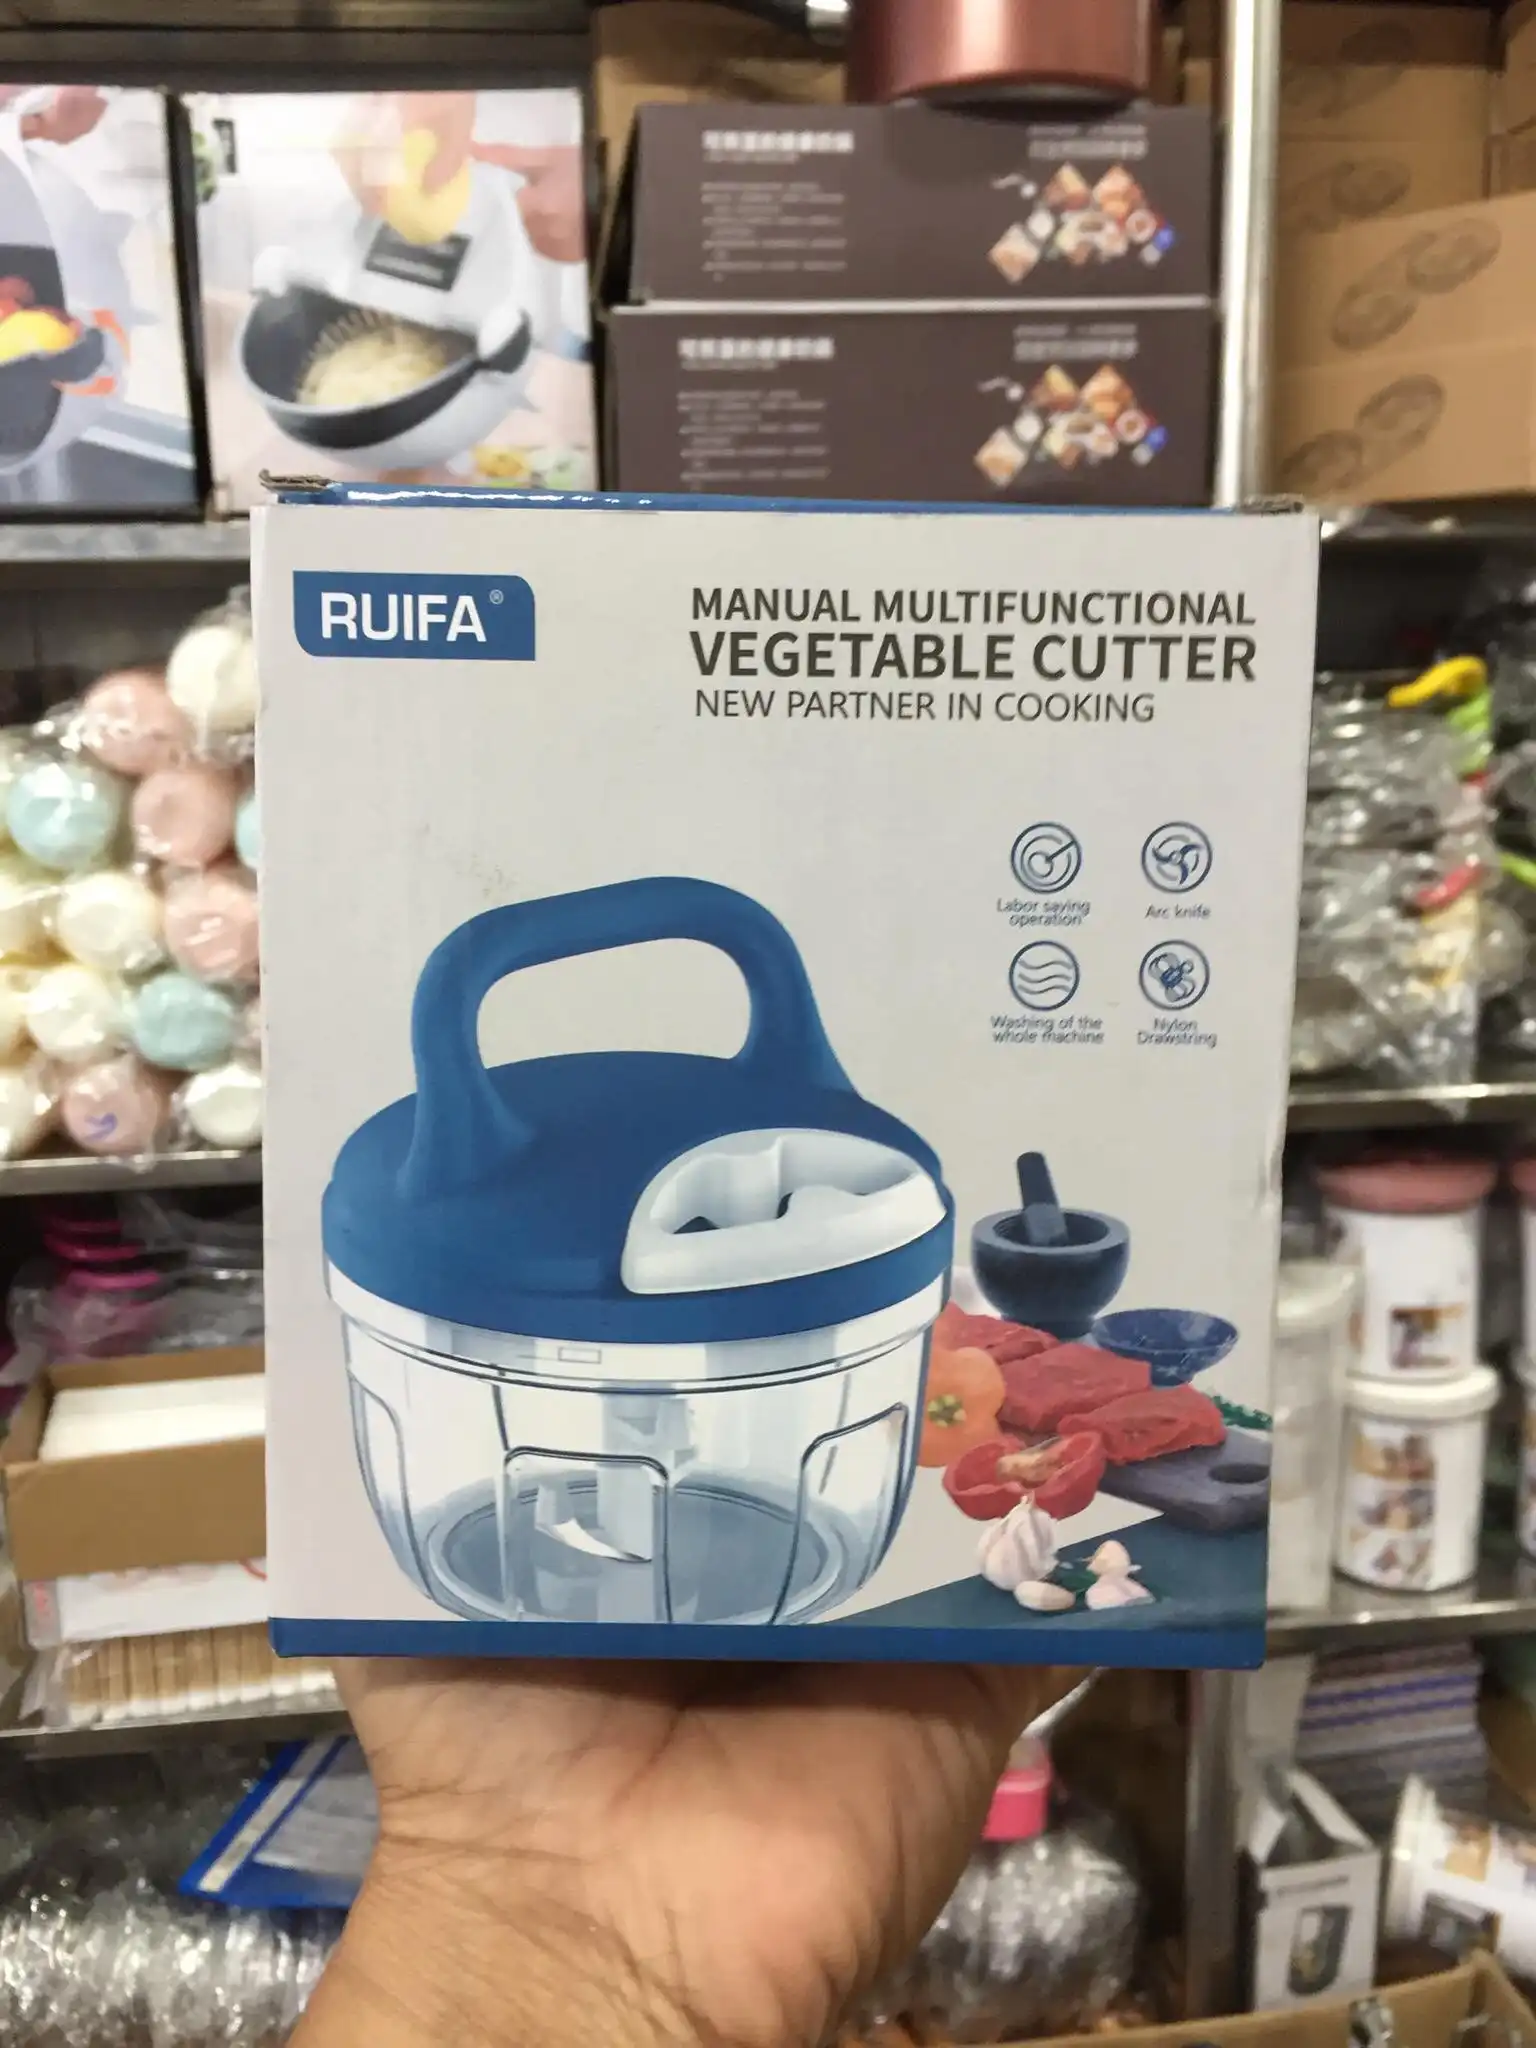 RUIFA®
MANUAL MULTIFUNCTIONAL
VEGETABLE CUTTER
NEW PARTNER IN COOKING
Labor saving
operation
Arc knife
Washing of the
whole machine
Nylon
Drawstring